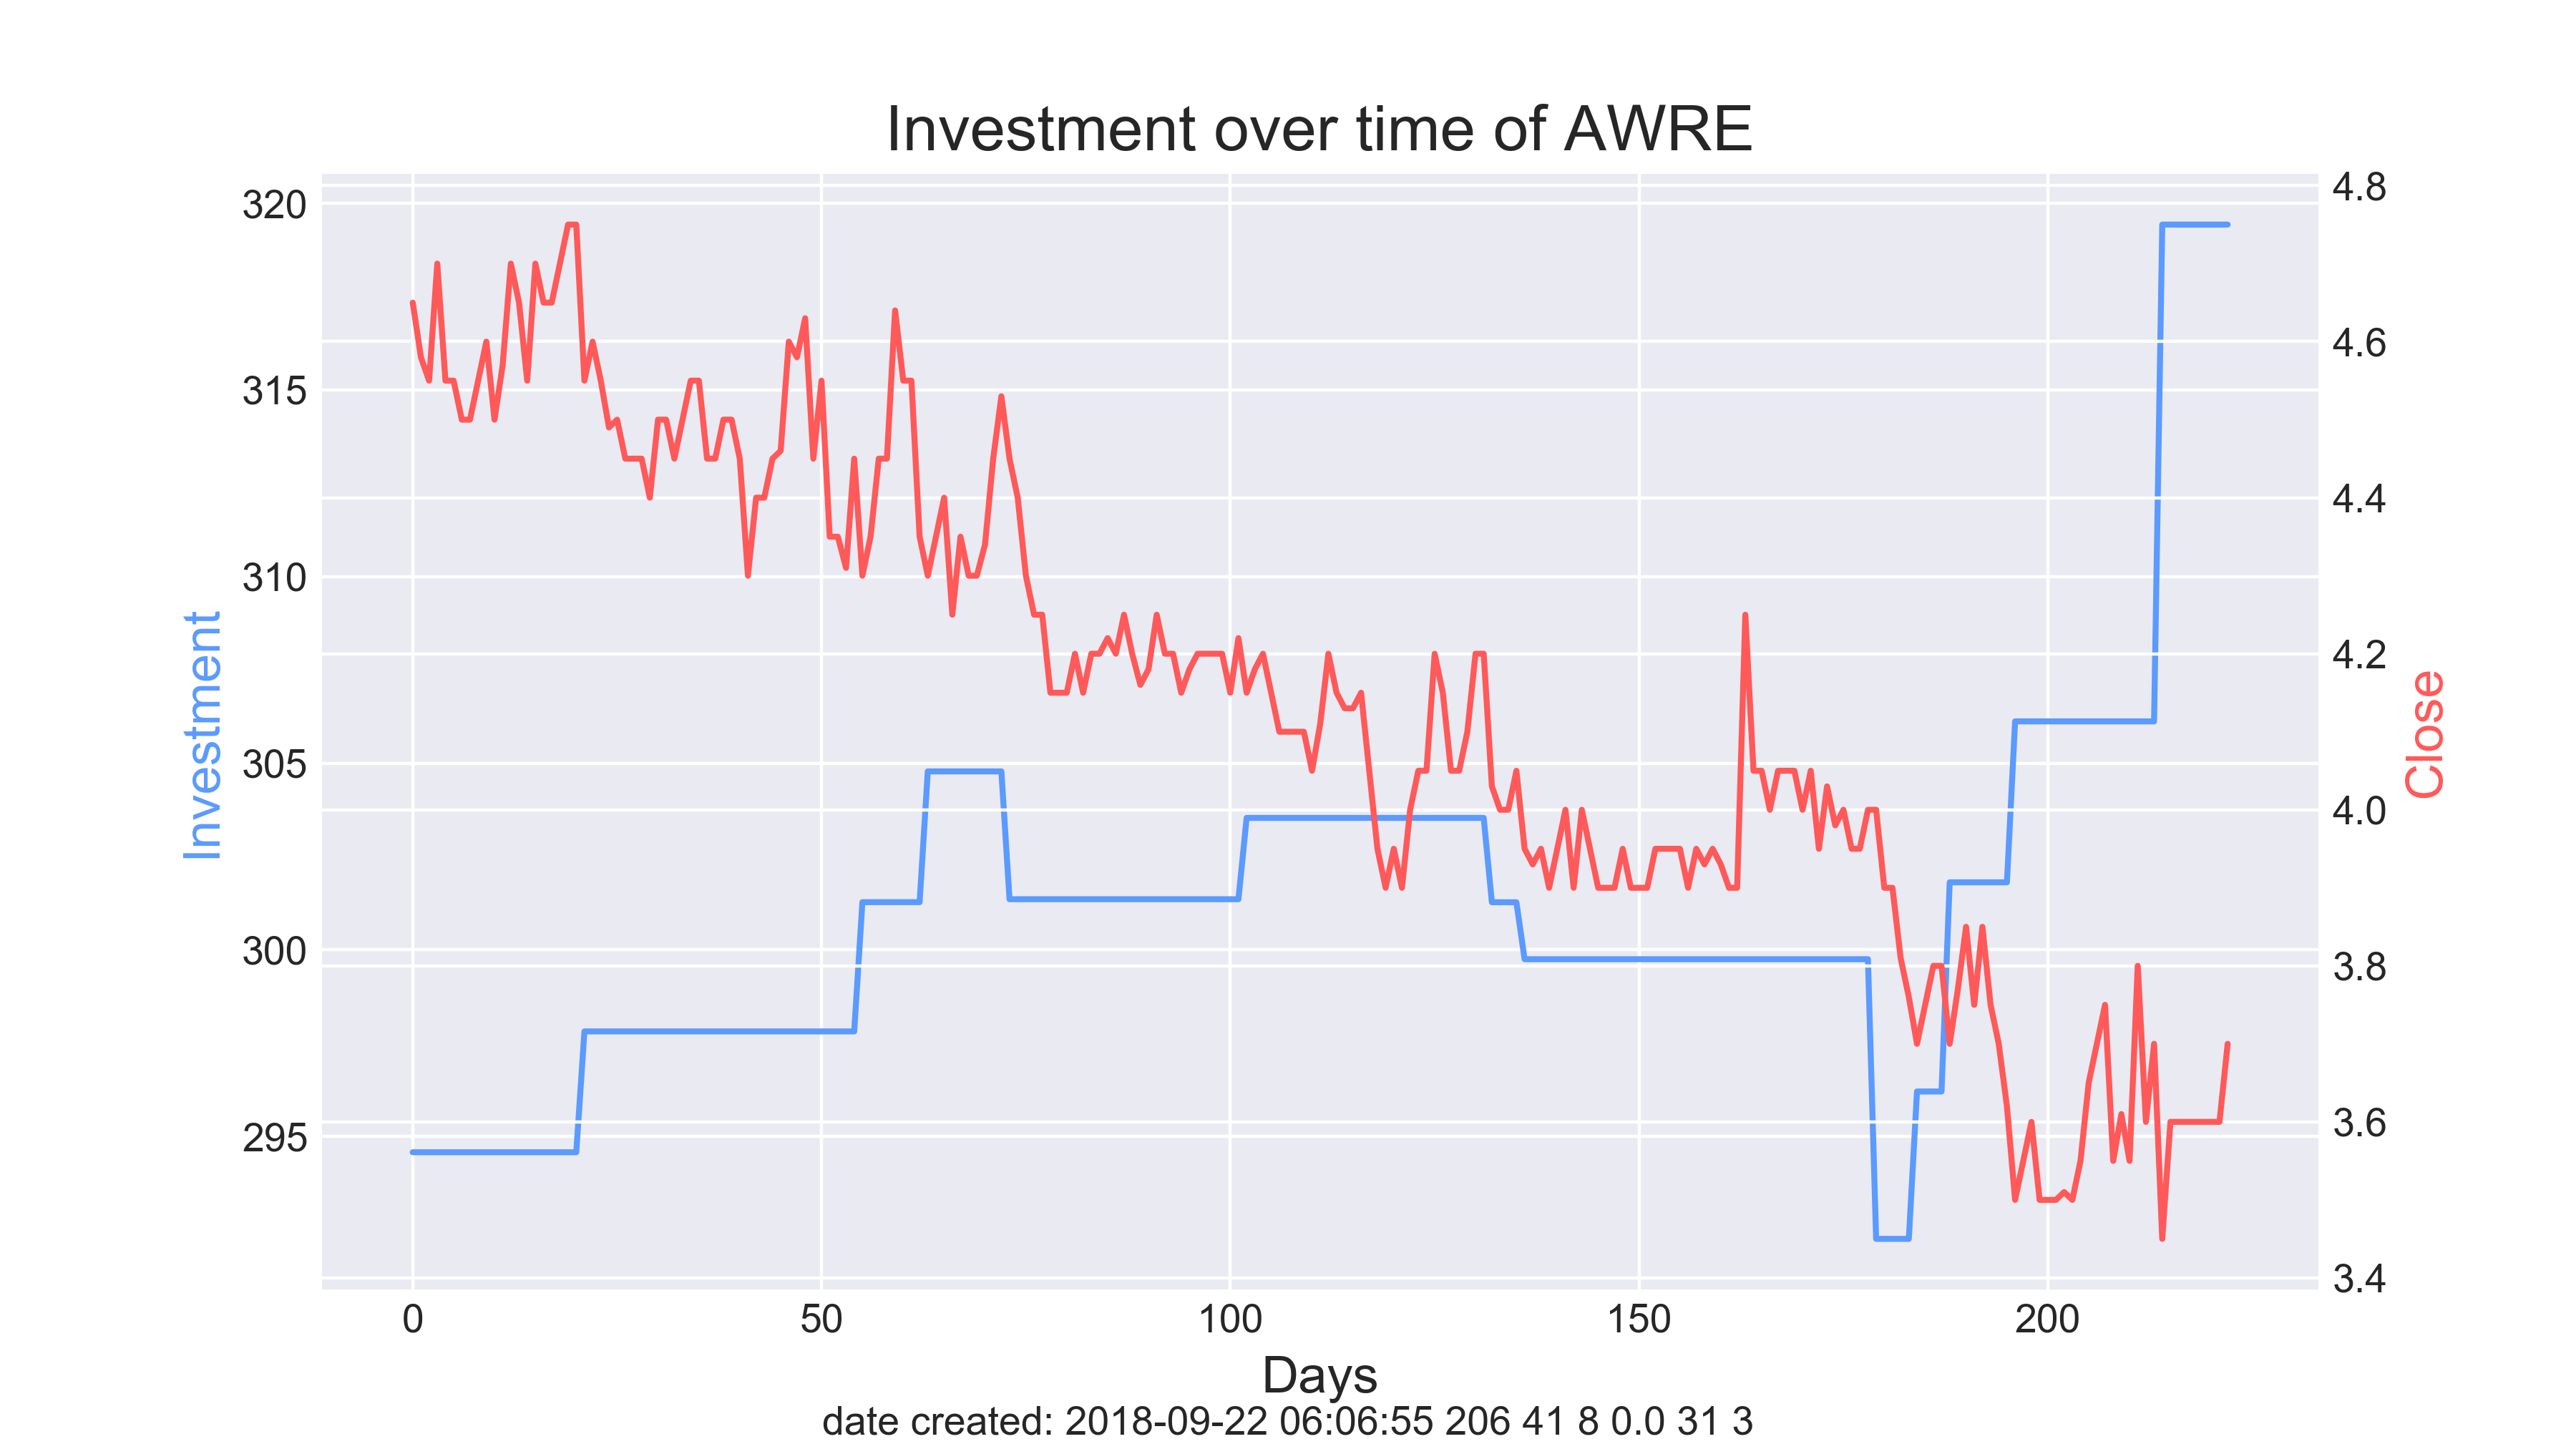 Investment over time of AWRE
320
315
310
305
300
295
Investment
4.8
4.6
4.4
4.2
4.0
3.8
3.6
3.4
Close
0 50 100 150 200
Days
date created: 2018-09-22 06:06:55 206 41 8 0.0 31 3